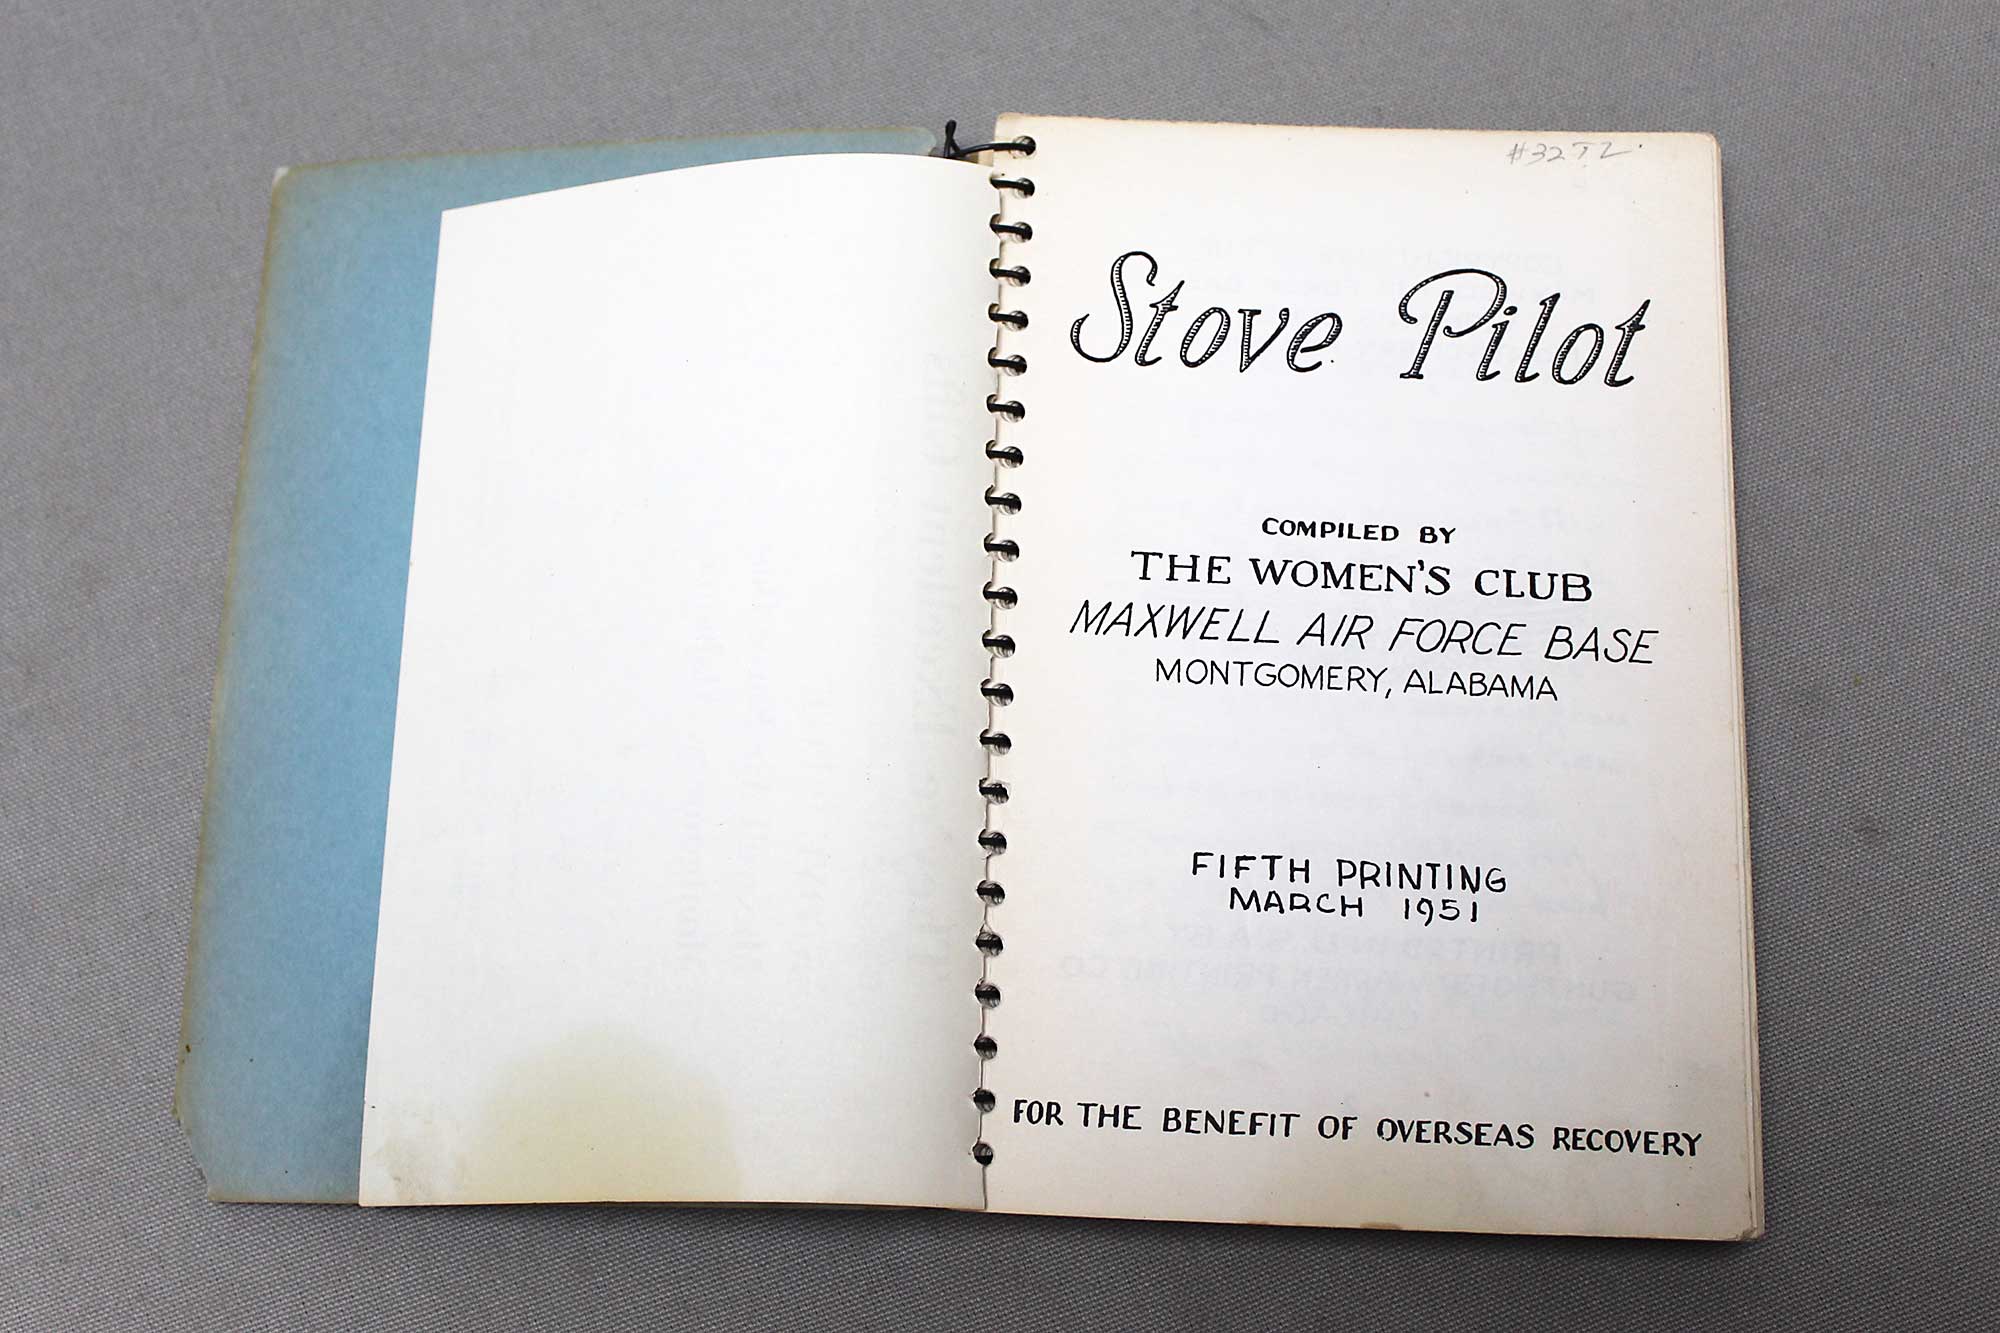 #32TL.
Stove Pilot
COMPILED BY
THE WOMEN'S CLUB
MAXWELL AIR FORCE BASE
MONTGOMERY, ALABAMA
FIFTH PRINTING
MARCH 1951
FOR THE BENEFIT OF OVERSEAS RECOVERY